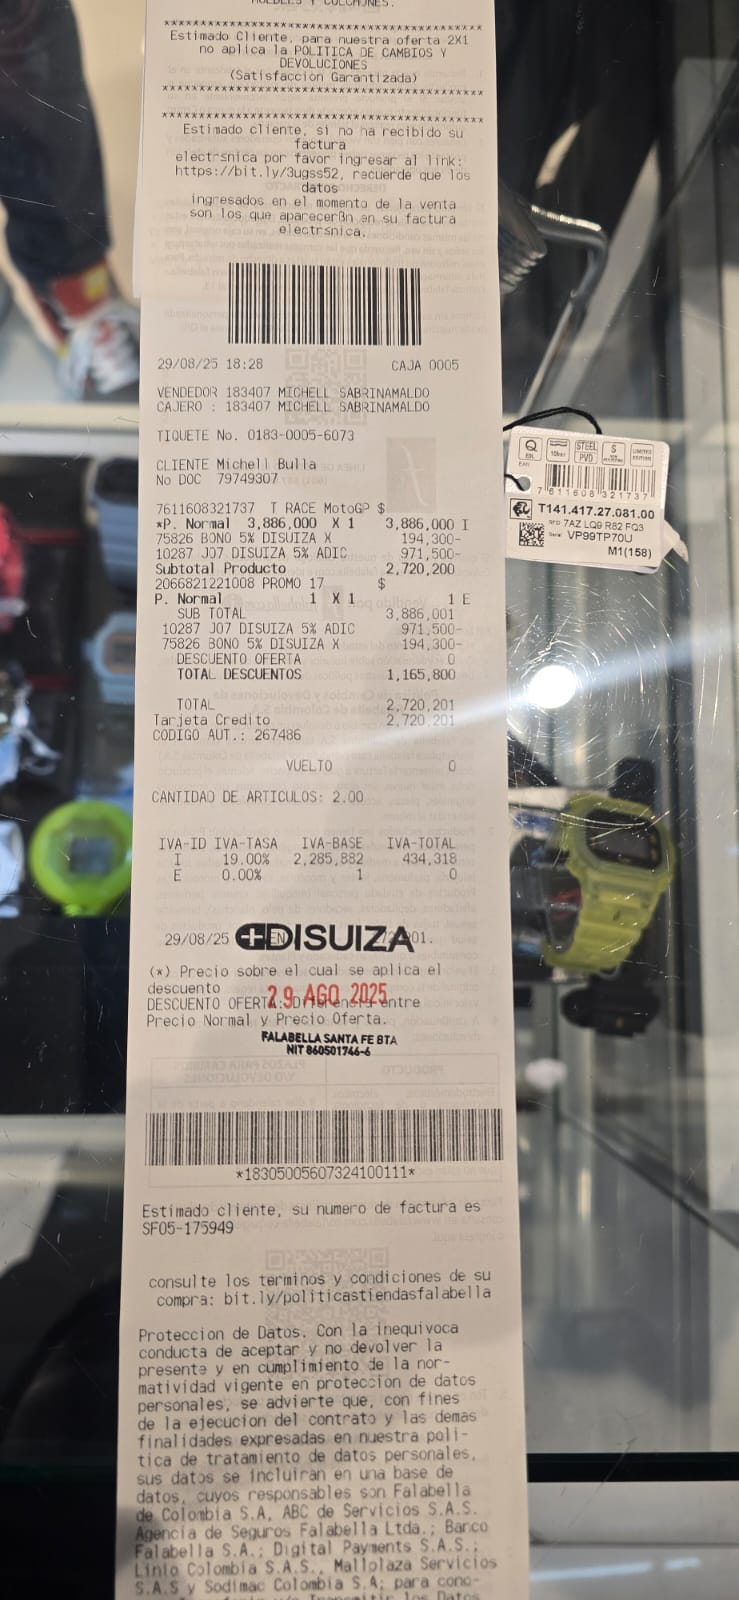 MUEBLES Y COLCHONES.
****************************************
Estimado Cliente, para nuestra oferta 2X1
no aplica la POLITICA DE CAMBIOS Y
DEVOLUCIONES
(Satisfaccion Garantizada)
****************************************
****************************************
Estimado cliente, si no ha recibido su
factura
electrsnica por favor ingresar al link:
https://bit.ly/3ugss52, recuerde que los
datos
ingresados en el momento de la venta
son los que aparecerßn en su factura
electrsnica.
29/08/25 18:28 CAJA 0005
VENDEDOR 183407 MICHELL SABRINAMALDO
CAJERO : 183407 MICHELL SABRINAMALDO
TIQUETE No. 0183-0005-6073
CLIENTE Michell Bulla
No DOC 79749307
7611608321737 T RACE MotoGP $
*P. Normal 3,886,000 X 1 3,886,000 I
75826 BONO 5% DISUIZA X 194,300-
10287 J07 DISUIZA 5% ADIC 971,500-
Subtotal Producto 2,720,200
2066821221008 PROMO 17 $
P. Normal 1 X 1 1 E
SUB TOTAL 3,886,001
10287 J07 DISUIZA 5% ADIC 971,500-
75826 BONO 5% DISUIZA X 194,300-
DESCUENTO OFERTA 0
TOTAL DESCUENTOS 1,165,800
TOTAL 2,720,201
Tarjeta Credito 2,720,201
CODIGO AUT.: 267486
VUELTO 0
CANTIDAD DE ARTICULOS: 2.00
IVA-ID IVA-TASA IVA-BASE IVA-TOTAL
I 19.00% 2,285,882 434,318
E 0.00% 1 0
29/08/25 DISUIZA 01.
(*) Precio sobre el cual se aplica el
descuento
29 AGO 2025
DESCUENTO OFERTA: Diferencia entre
Precio Normal y Precio Oferta.
FALABELLA SANTA FE BTA
NIT 860501746-6
*18305005607324100111*
Estimado cliente, su numero de factura es
SF05-175949
consulte los terminos y condiciones de su
compra: bit.ly/politicastiendasfalabella
Proteccion de Datos. Con la inequivoca
conducta de aceptar y no devolver la
presente y en cumplimiento de la nor-
matividad vigente en proteccion de datos
personales, se advierte que, con fines
de la ejecucion del contrato y las demas
finalidades expresadas en nuestra poli-
tica de tratamiento de datos personales,
sus datos se incluiran en una base de
datos, cuyos responsables son Falabella
de Colombia S.A, ABC de Servicios S.A.S.
Agencia de Seguros Falabella Ltda.; Banco
Falabella S.A.; Digital Payments S.A.S.;
Linio Colombia S.A.S., Mallplaza Servicios
S.A.S y Sodimac Colombia S.A; para cono-
Q
10bar
STEEL
PVD
S
LIMITED
EDITION
EAN
7 611608 321737
T141.417.27.081.00
7AZ LQ9 R82 FQ3
Serial: VP99TP70U
M1(158)